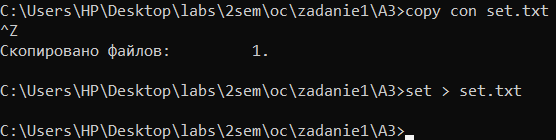 C:\Users\HP\Desktop\labs\2sem\oc\zadanie1\A3>copy con set.txt
^Z
Скопировано файлов:         1.
C:\Users\HP\Desktop\labs\2sem\oc\zadanie1\A3>set > set.txt
C:\Users\HP\Desktop\labs\2sem\oc\zadanie1\A3>